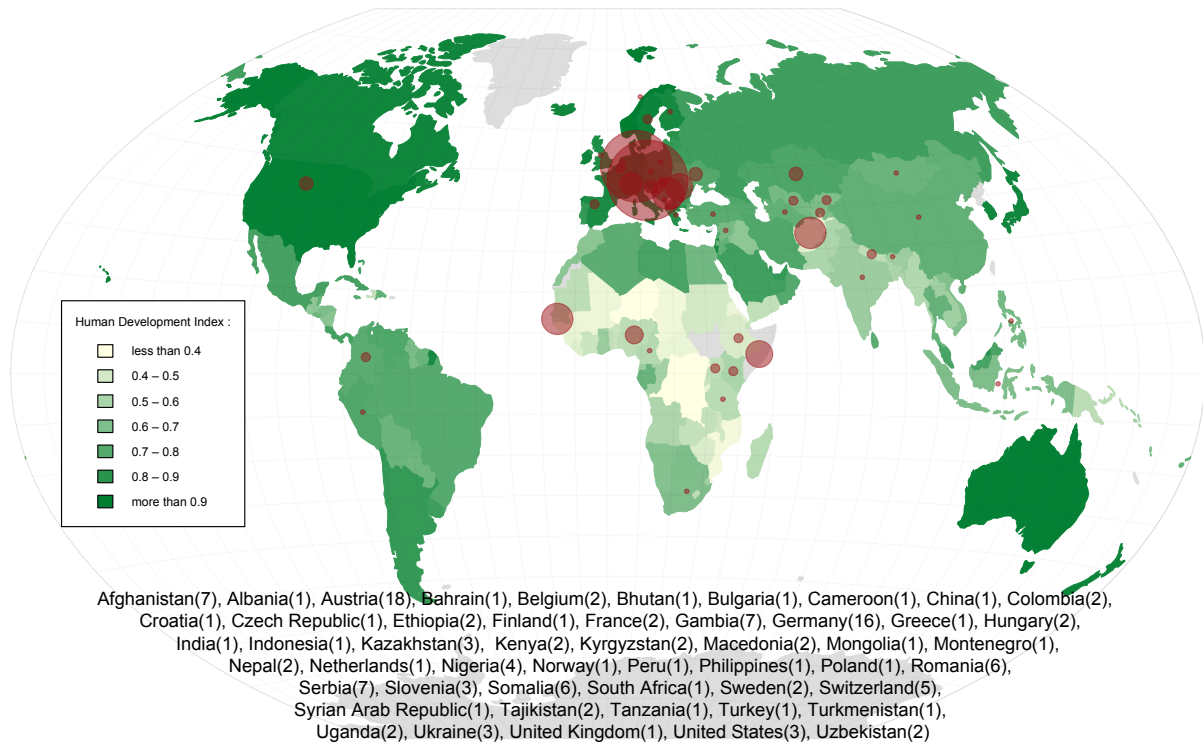 Human Development Index :
less than 0.4
0.4 – 0.5
0.5 – 0.6
0.6 – 0.7
0.7 – 0.8
0.8 – 0.9
more than 0.9
Afghanistan(7), Albania(1), Austria(18), Bahrain(1), Belgium(2), Bhutan(1), Bulgaria(1), Cameroon(1), China(1), Colombia(2),
Croatia(1), Czech Republic(1), Ethiopia(2), Finland(1), France(2), Gambia(7), Germany(16), Greece(1), Hungary(2),
India(1), Indonesia(1), Kazakhstan(3), Kenya(2), Kyrgyzstan(2), Macedonia(2), Mongolia(1), Montenegro(1),
Nepal(2), Netherlands(1), Nigeria(4), Norway(1), Peru(1), Philippines(1), Poland(1), Romania(6),
Serbia(7), Slovenia(3), Somalia(6), South Africa(1), Sweden(2), Switzerland(5),
Syrian Arab Republic(1), Tajikistan(2), Tanzania(1), Turkey(1), Turkmenistan(1),
Uganda(2), Ukraine(3), United Kingdom(1), United States(3), Uzbekistan(2)